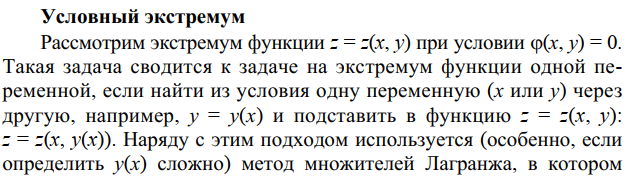 Условный экстремум
Рассмотрим экстремум функции z = z(x, y) при условии φ(x, y) = 0.
Такая задача сводится к задаче на экстремум функции одной пе-
ременной, если найти из условия одну переменную (x или y) через
другую, например, y = y(x) и подставить в функцию z = z(x, y):
z = z(x, y(x)). Наряду с этим подходом используется (особенно, если
определить y(x) сложно) метод множителей Лагранжа, в котором